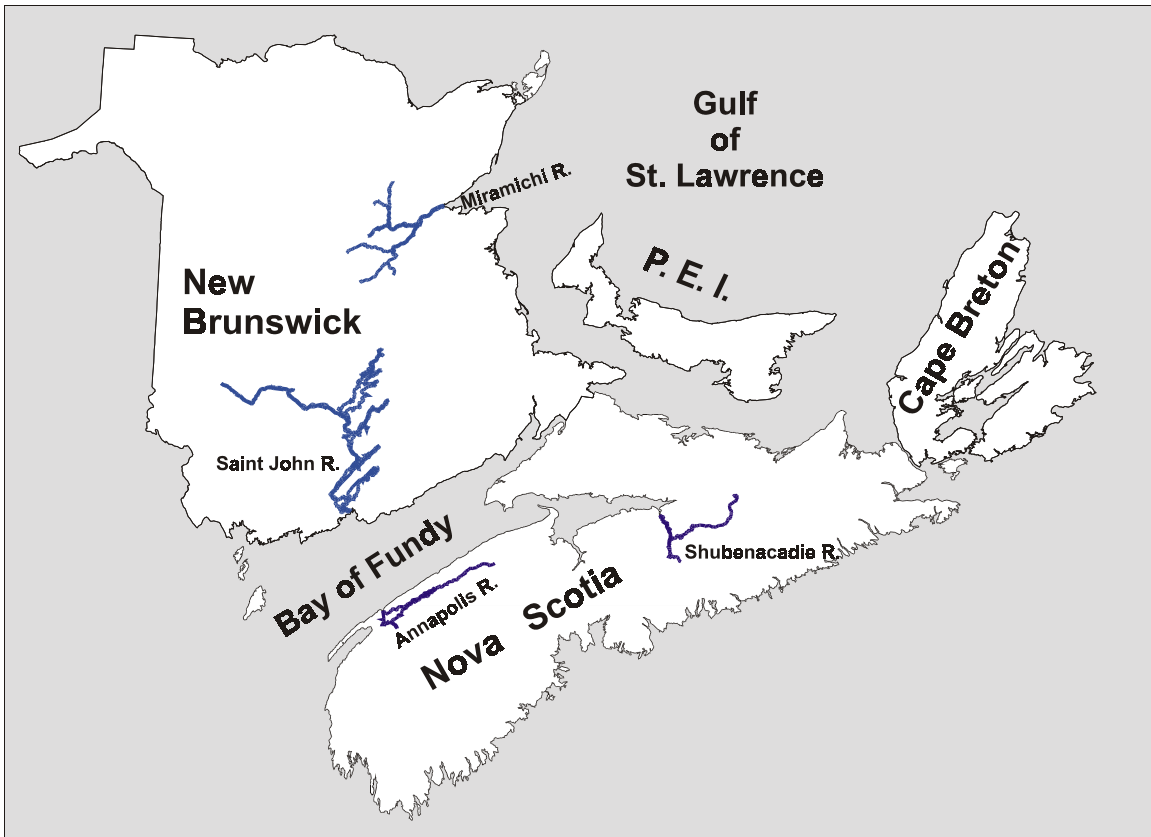 Gulf
of
St. Lawrence
Miramichi R.
P. E. I.
New
Brunswick
Cape Breton
Saint John R.
Bay of Fundy
Shubenacadie R.
Annapolis R.
Nova Scotia